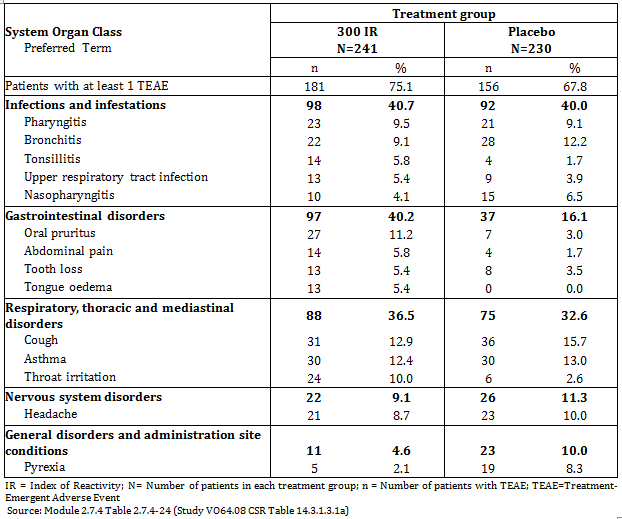 System Organ Class
Preferred Term
Treatment group
300 IR
N=241
Placebo
N=230
n % n %
Patients with at least 1 TEAE 181 75.1 156 67.8
Infections and infestations 98 40.7 92 40.0
Pharyngitis 23 9.5 21 9.1
Bronchitis 22 9.1 28 12.2
Tonsillitis 14 5.8 4 1.7
Upper respiratory tract infection 13 5.4 9 3.9
Nasopharyngitis 10 4.1 15 6.5
Gastrointestinal disorders 97 40.2 37 16.1
Oral pruritus 27 11.2 7 3.0
Abdominal pain 14 5.8 4 1.7
Tooth loss 13 5.4 8 3.5
Tongue oedema 13 5.4 0 0.0
Respiratory, thoracic and mediastinal
disorders 88 36.5 75 32.6
Cough 31 12.9 36 15.7
Asthma 30 12.4 30 13.0
Throat irritation 24 10.0 6 2.6
Nervous system disorders 22 9.1 26 11.3
Headache 21 8.7 23 10.0
General disorders and administration site
conditions 11 4.6 23 10.0
Pyrexia 5 2.1 19 8.3
IR = Index of Reactivity; N= Number of patients in each treatment group; n = Number of patients with TEAE; TEAE=Treatment-
Emergent Adverse Event
Source: Module 2.7.4 Table 2.7.4-24 (Study VO64.08 CSR Table 14.3.1.3.1a)